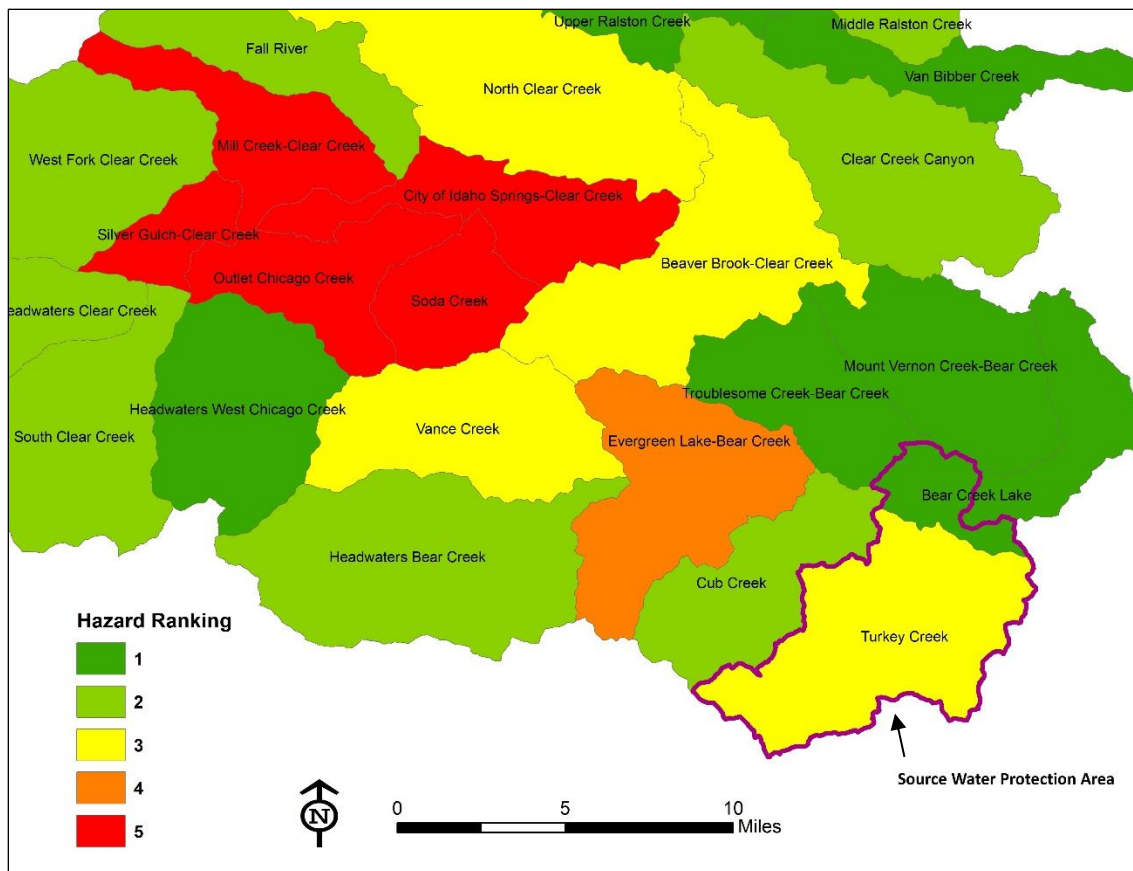 Upper Ralston Creek
Middle Ralston Creek
Fall River
Van Bibber Creek
North Clear Creek
Mill Creek-Clear Creek
West Fork Clear Creek
Clear Creek Canyon
City of Idaho Springs-Clear Creek
Silver Gulch-Clear Creek
Beaver Brook-Clear Creek
Outlet Chicago Creek
Soda Creek
eadwaters Clear Creek
Mount Vernon Creek-Bear Creek
Troublesome Creek-Bear Creek
Headwaters West Chicago Creek
South Clear Creek
Vance Creek
Evergreen Lake-Bear Creek
Bear Creek Lake
Headwaters Bear Creek
Cub Creek
Turkey Creek
Hazard Ranking
1
2
3
4
5
N
0 5 10
Miles
Source Water Protection Area